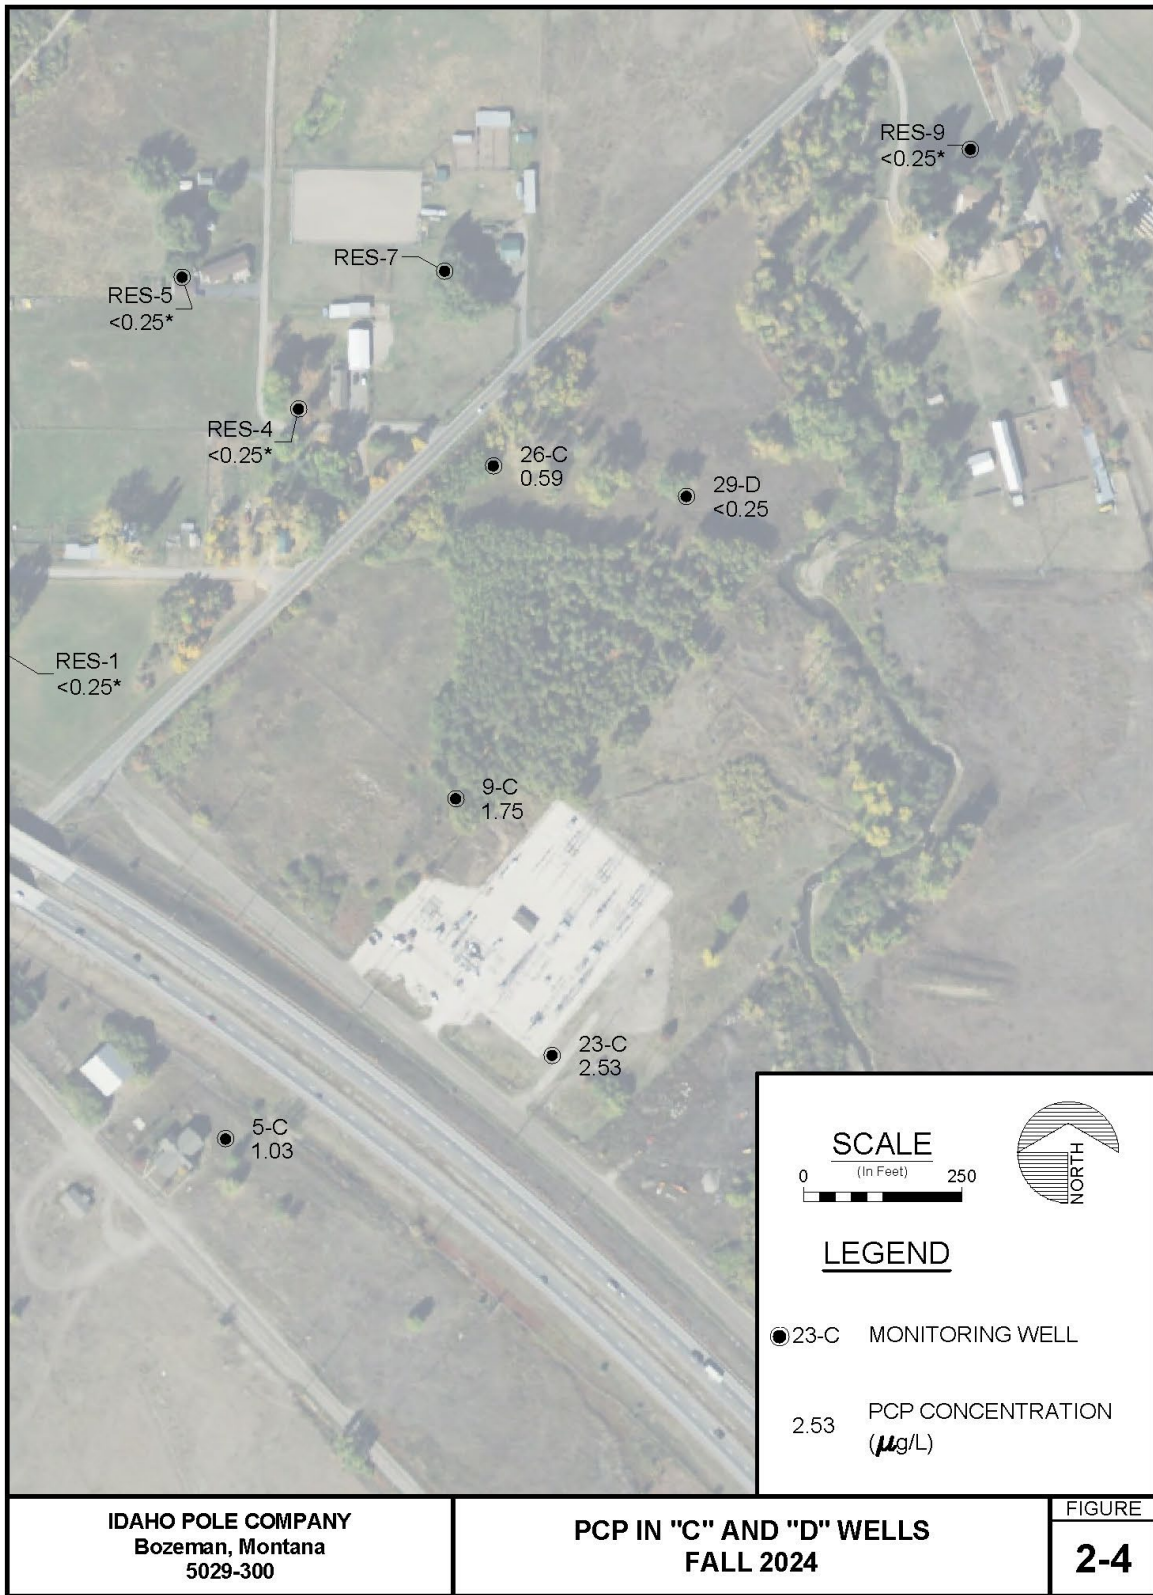 RES-9
<0.25*
RES-7
RES-5
<0.25*
RES-4
<0.25*
26-C
0.59
29-D
<0.25
RES-1
<0.25*
9-C
1.75
23-C
2.53
5-C
1.03
SCALE
(In Feet)
0 250
NORTH
LEGEND
23-C MONITORING WELL
2.53 PCP CONCENTRATION
(µg/L)
IDAHO POLE COMPANY
Bozeman, Montana
5029-300
PCP IN "C" AND "D" WELLS
FALL 2024
FIGURE
2-4